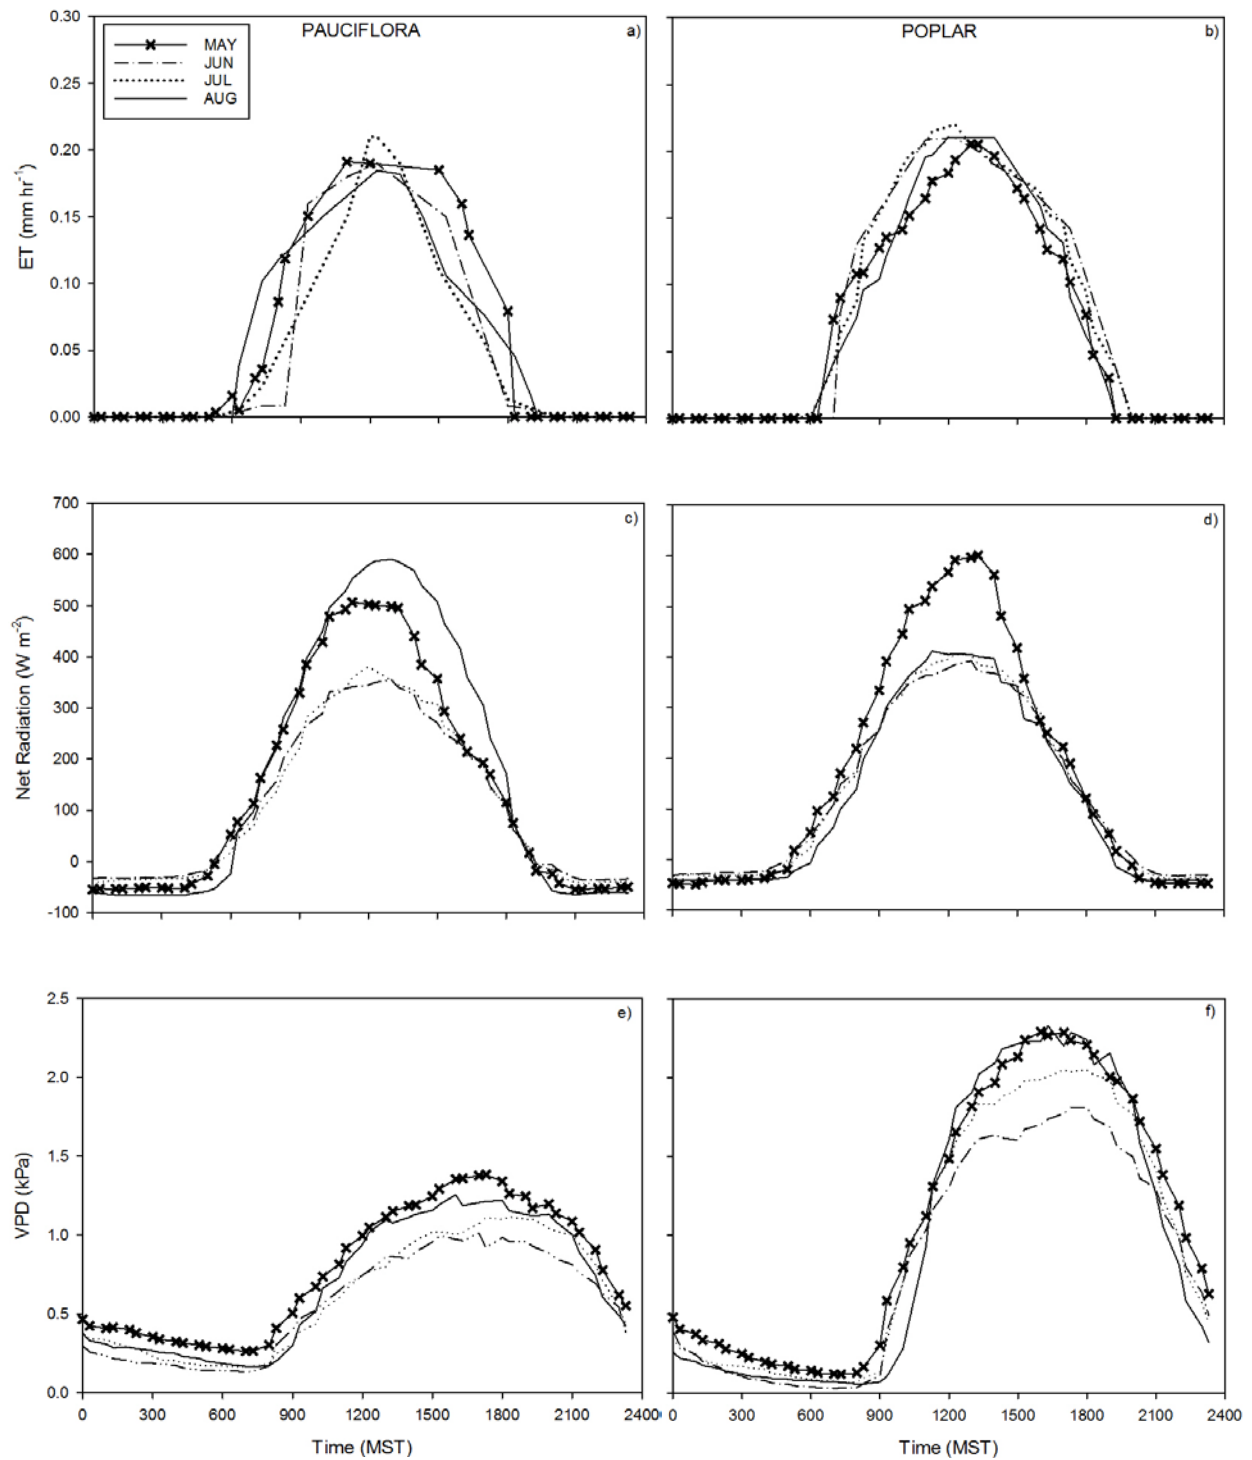 PAUCIFLORA a)
POPLAR b)
MAY
JUN
JUL
AUG
0.30
0.25
0.20
0.15
0.10
0.05
0.00
ET (mm hr⁻¹)
c)
d)
700
600
500
400
300
200
100
0
-100
Net Radiation (W m⁻²)
e)
f)
2.5
2.0
1.5
1.0
0.5
0.0
VPD (kPa)
0 300 600 900 1200 1500 1800 2100 2400
0 300 600 900 1200 1500 1800 2100 2400
Time (MST)
Time (MST)